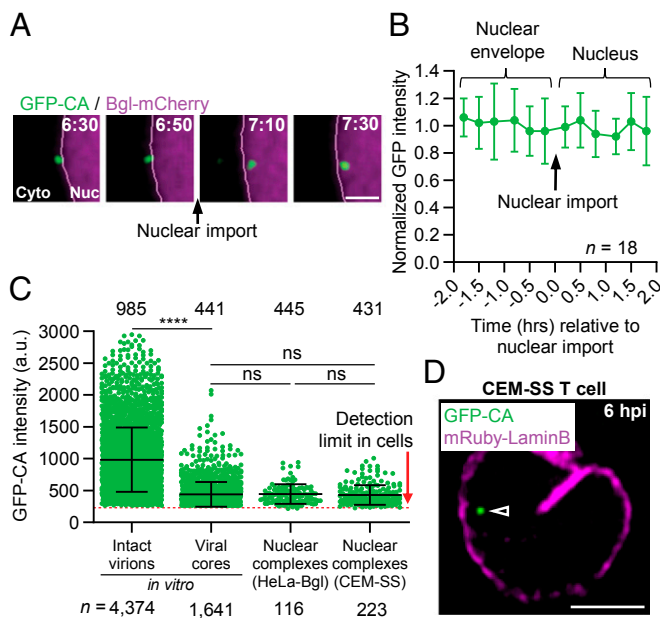 A
GFP-CA / Bgl-mCherry
6:30
6:50
7:10
7:30
Cyto Nuc
Nuclear import
B
Nuclear
envelope
Nucleus
Normalized GFP intensity
1.4
1.2
1.0
0.8
0.6
0.4
0.2
0.0
Nuclear import
n = 18
-2.0
-1.5
-1.0
-0.5
0.0
0.5
1.0
1.5
2.0
Time (hrs) relative to
nuclear import
C
985 441 445 431
****
ns
ns
ns
GFP-CA intensity (a.u.)
3000
2500
2000
1500
1000
500
0
Detection
limit in cells
Intact
virions
Viral
cores
in vitro
Nuclear
complexes
(HeLa-Bgl)
Nuclear
complexes
(CEM-SS)
n = 4,374 1,641 116 223
D
CEM-SS T cell
GFP-CA
mRuby-LaminB
6 hpi